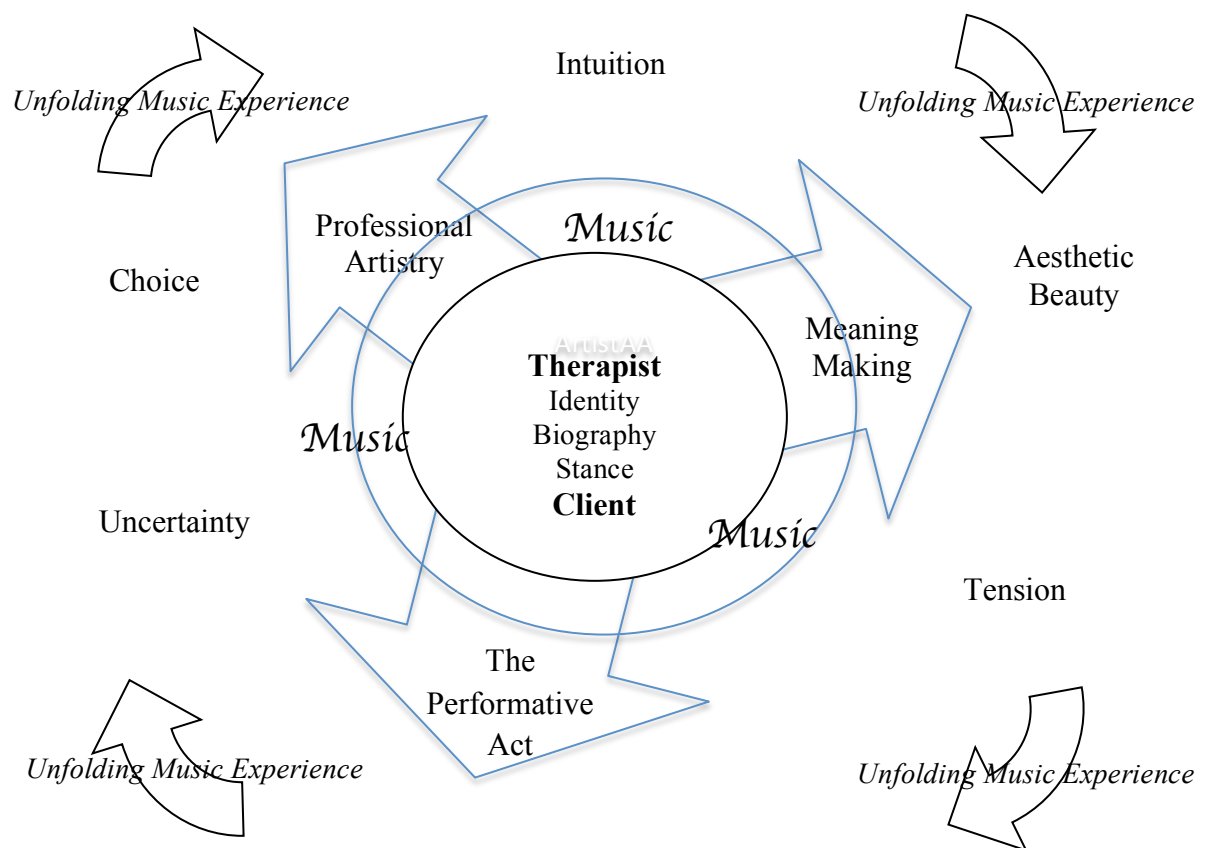 Intuition
Unfolding Music Experience
Unfolding Music Experience
Professional
Artistry
Music
Choice
Aesthetic
Beauty
Meaning
Making
ArtistAA
Therapist
Identity
Biography
Stance
Client
Music
Music
Uncertainty
Tension
The
Performative
Act
Unfolding Music Experience
Unfolding Music Experience